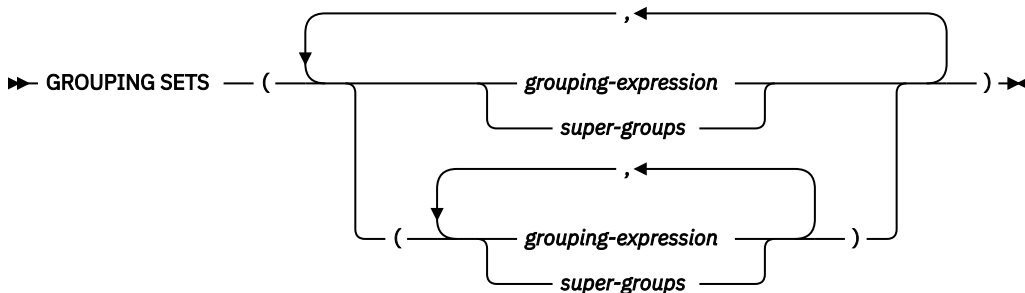 ,
GROUPING SETS ( grouping-expression )
super-groups
,
( grouping-expression )
super-groups